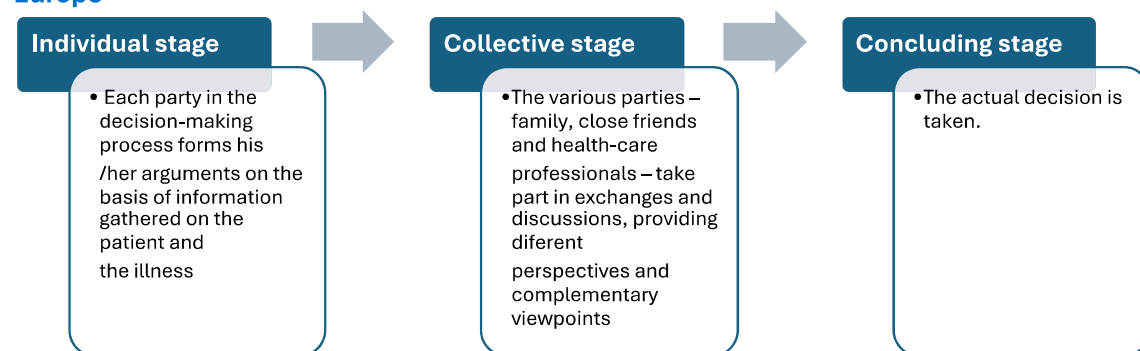 Europe
Individual stage
• Each party in the
decision-making
process forms his
/her arguments on the
basis of information
gathered on the
patient and
the illness
Collective stage
•The various parties –
family, close friends
and health-care
professionals – take
part in exchanges and
discussions, providing
diferent
perspectives and
complementary
viewpoints
Concluding stage
•The actual decision is
taken.